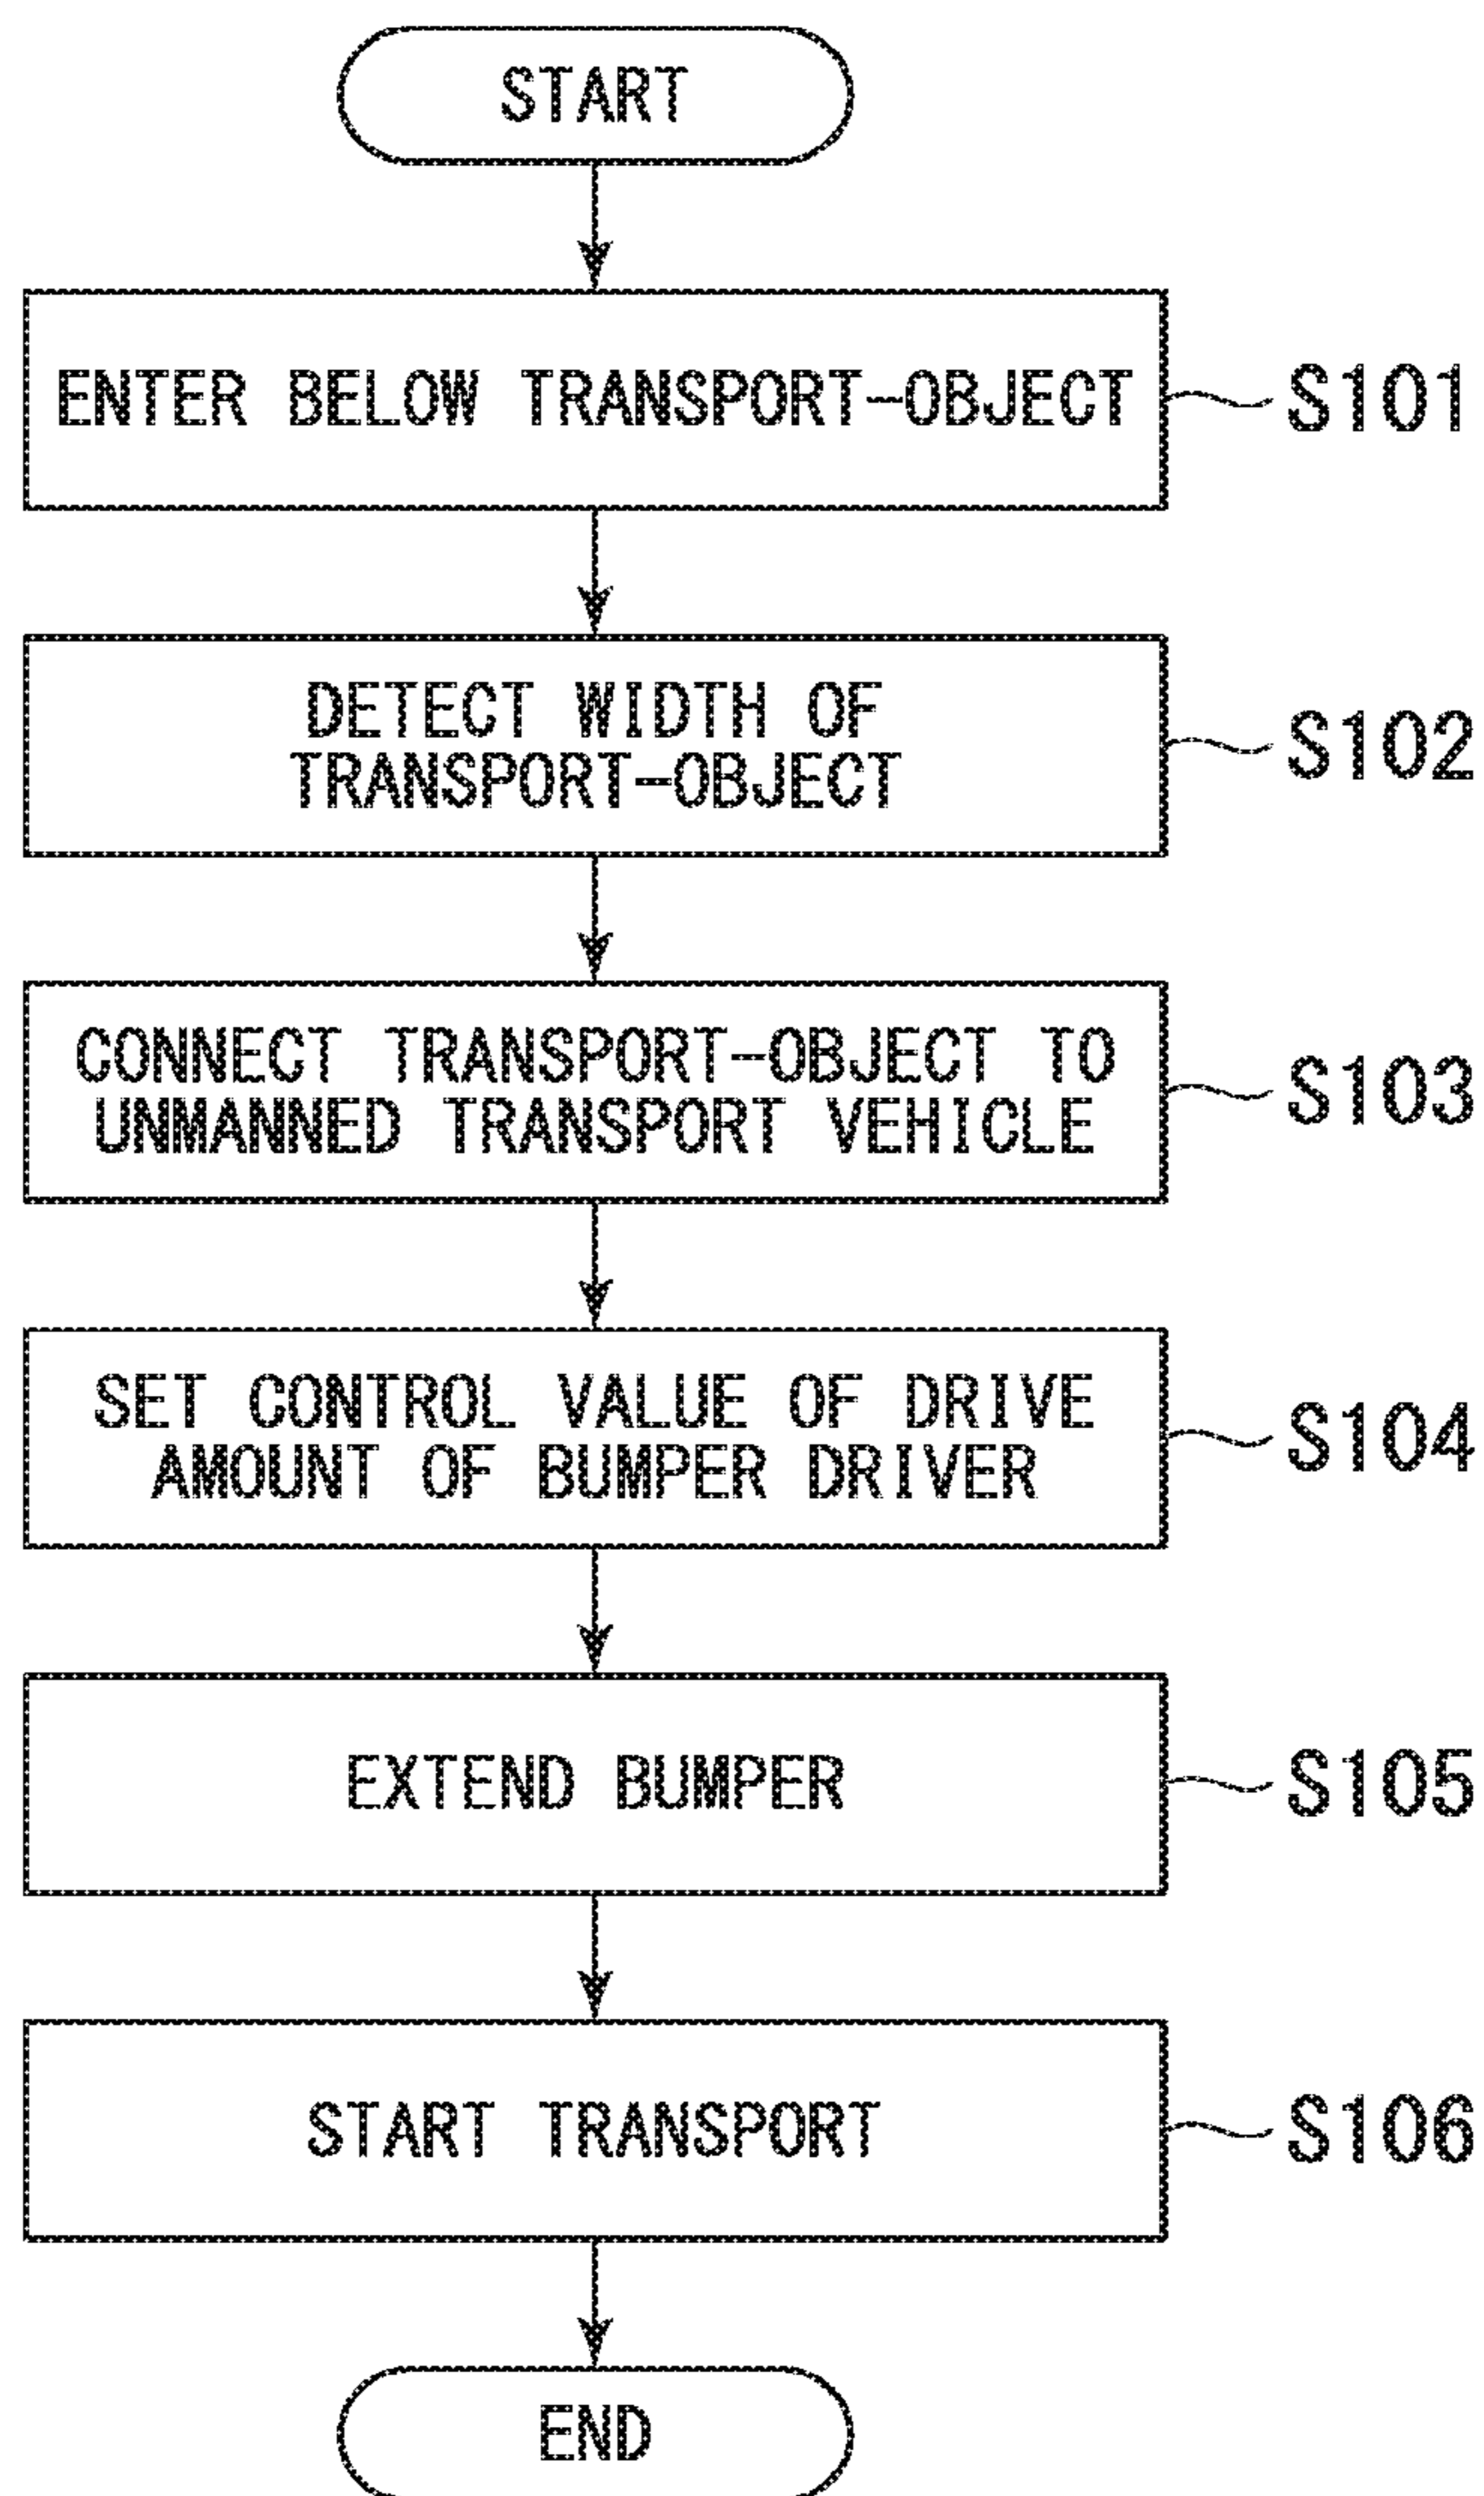 START
ENTER BELOW TRANSPORT-OBJECT
S101
DETECT WIDTH OF
TRANSPORT-OBJECT
S102
CONNECT TRANSPORT-OBJECT TO
UNMANNED TRANSPORT VEHICLE
S103
SET CONTROL VALUE OF DRIVE
AMOUNT OF BUMPER DRIVER
S104
EXTEND BUMPER
S105
START TRANSPORT
S106
END